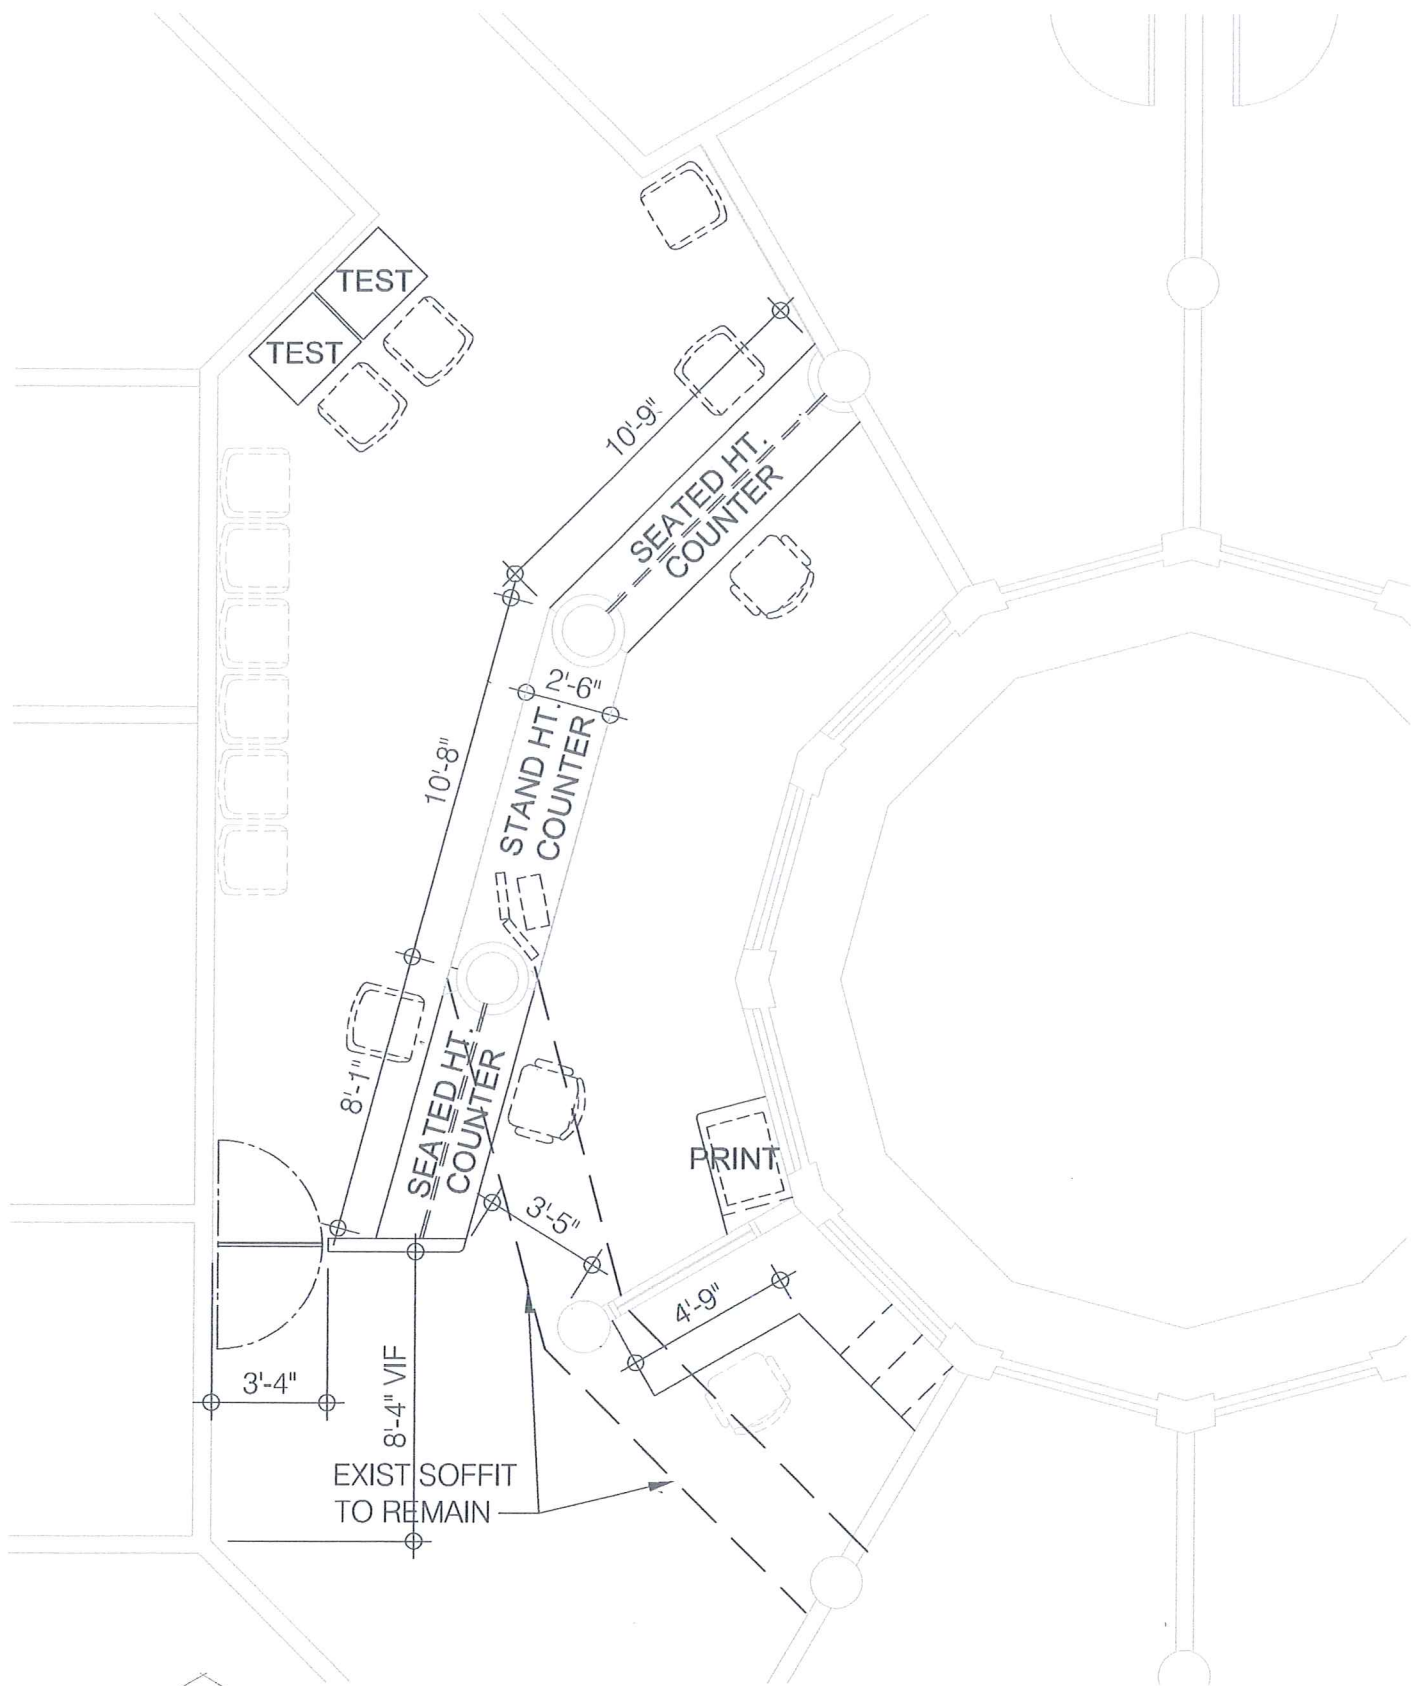 TEST
TEST
10'-9"
SEATED HT.
COUNTER
2'-6"
10'-8"
STAND HT.
COUNTER
8'-1"
SEATED HT.
COUNTER
PRINT
3'-5"
4'-9"
3'-4"
8'-4" VIF
EXIST SOFFIT
TO REMAIN